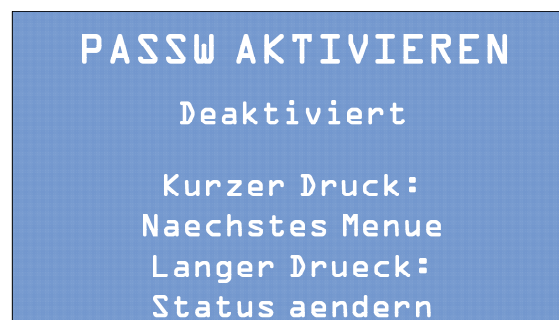 PASSW AKTIVIEREN
Deaktiviert
Kurzer Druck:
Naechstes Menue
Langer Drueck:
Status aendern